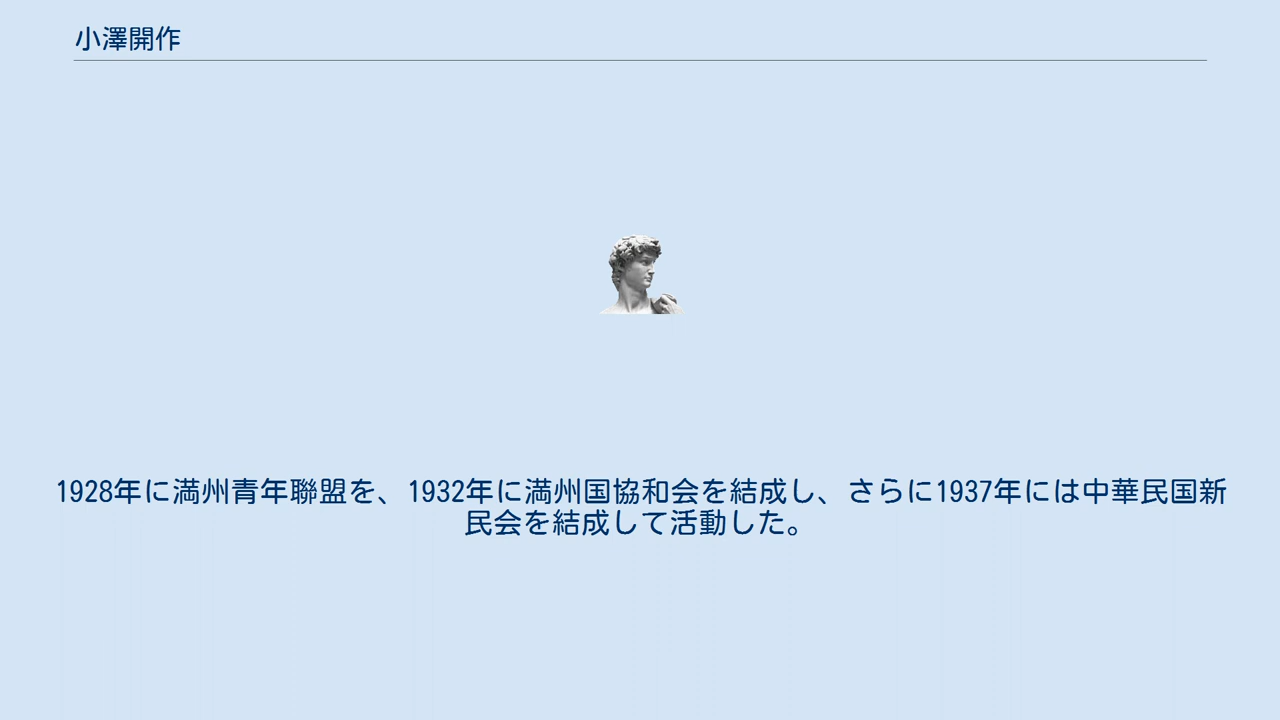 小澤開作
1928年に満州青年聯盟を、1932年に満州国協和会を結成し、さらに1937年には中華民国新
民会を結成して活動した。